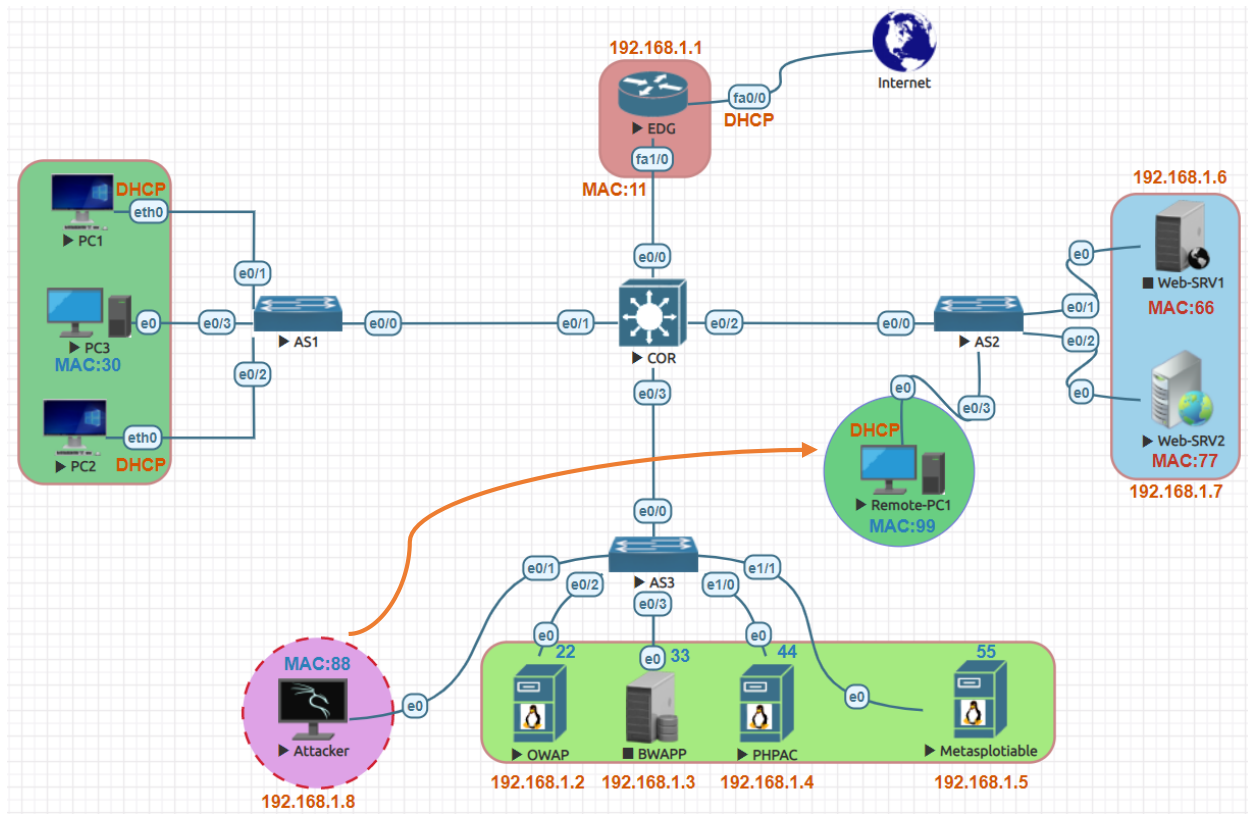 192.168.1.1
Internet
fa0/0
DHCP
EDG
fa1/0
MAC:11
192.168.1.6
DHCP
eth0
PC1
e0/0
e0
Web-SRV1
e0/1
MAC:66
e0/1
PC3
e0
e0/3
AS1
e0/0
e0/1
COR
e0/2
e0/0
AS2
e0/2
MAC:30
e0/2
e0/3
e0
e0/3
e0
Web-SRV2
MAC:77
192.168.1.7
eth0
PC2
DHCP
DHCP
Remote-PC1
MAC:99
e0/0
e0/1
e0/2
AS3
e0/3
e1/0
e1/1
MAC:88
e0
Attacker
192.168.1.8
e0
22
e0
33
e0
44
e0
55
OWAP
BWAPP
PHPAC
Metasplotiable
192.168.1.2
192.168.1.3
192.168.1.4
192.168.1.5